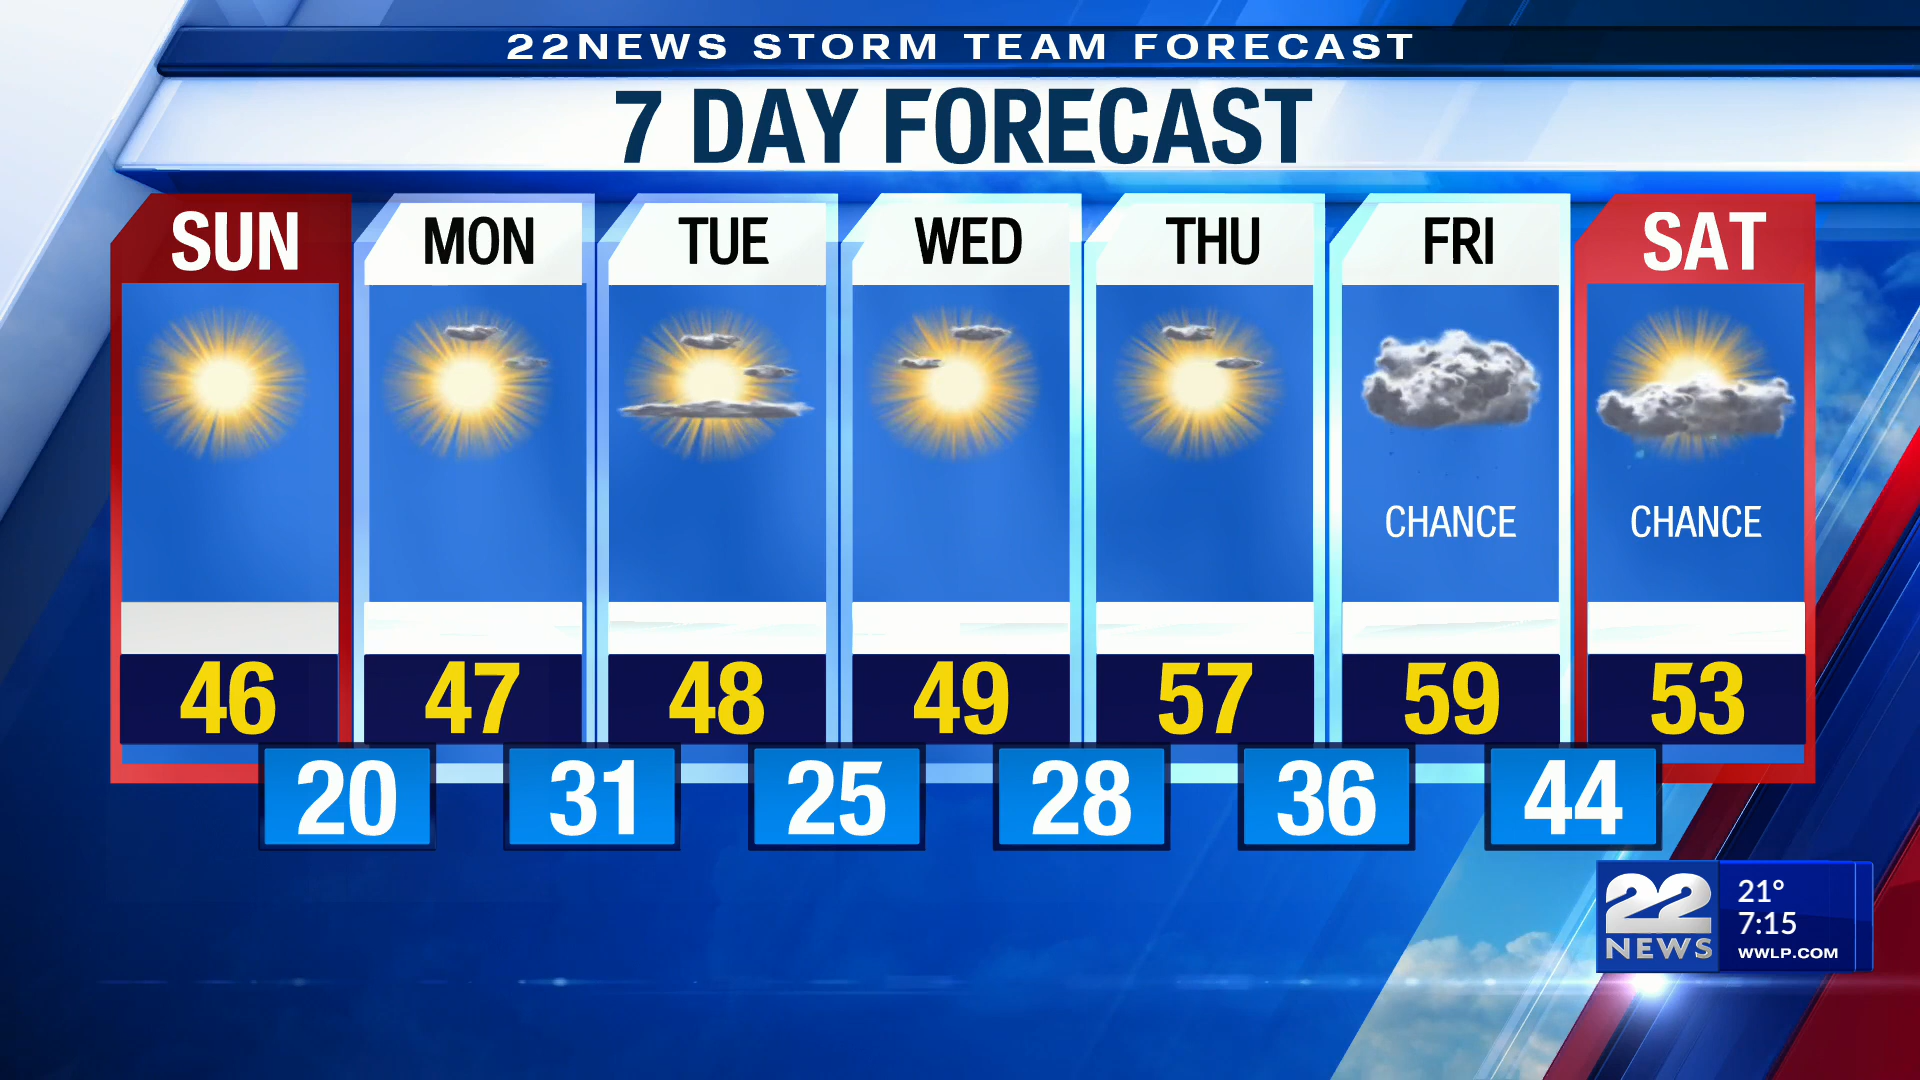 22NEWS STORM TEAM FORECAST
7 DAY FORECAST
SUN MON TUE WED THU FRI SAT
CHANCE CHANCE
46 47 48 49 57 59 53
20 31 25 28 36 44
22 NEWS
21°
7:15
WWLP.COM